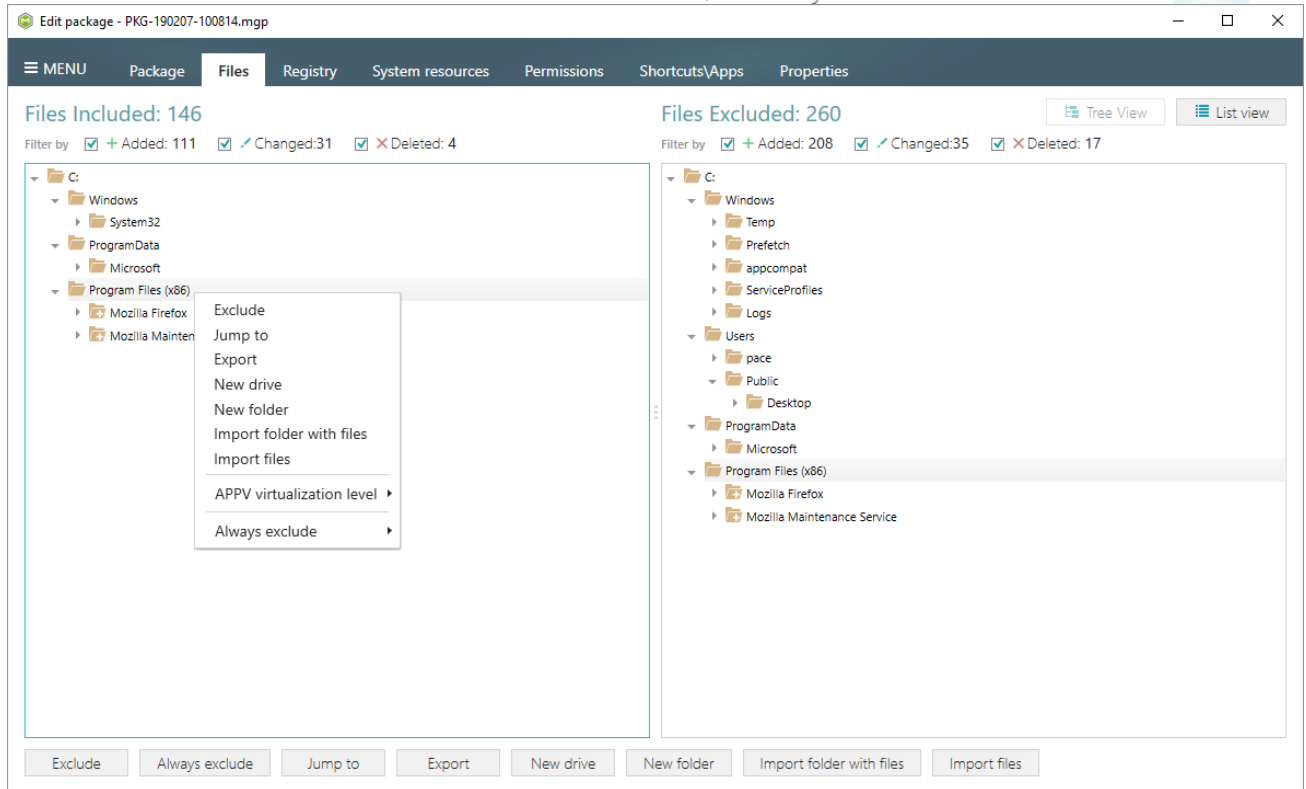 Edit package - PKG-190207-100814.mgp
MENU Package Files Registry System resources Permissions Shortcuts\Apps Properties
Files Included: 146
Filter by + Added: 111 Changed:31 Deleted: 4
C:
Windows
System32
ProgramData
Microsoft
Program Files (x86)
Mozilla Firefox
Mozilla Mainten
Exclude
Jump to
Export
New drive
New folder
Import folder with files
Import files
APPV virtualization level
Always exclude
Files Excluded: 260
Tree View List view
Filter by + Added: 208 Changed:35 Deleted: 17
C:
Windows
Temp
Prefetch
appcompat
ServiceProfiles
Logs
Users
pace
Public
Desktop
ProgramData
Microsoft
Program Files (x86)
Mozilla Firefox
Mozilla Maintenance Service
Exclude Always exclude Jump to Export New drive New folder Import folder with files Import files